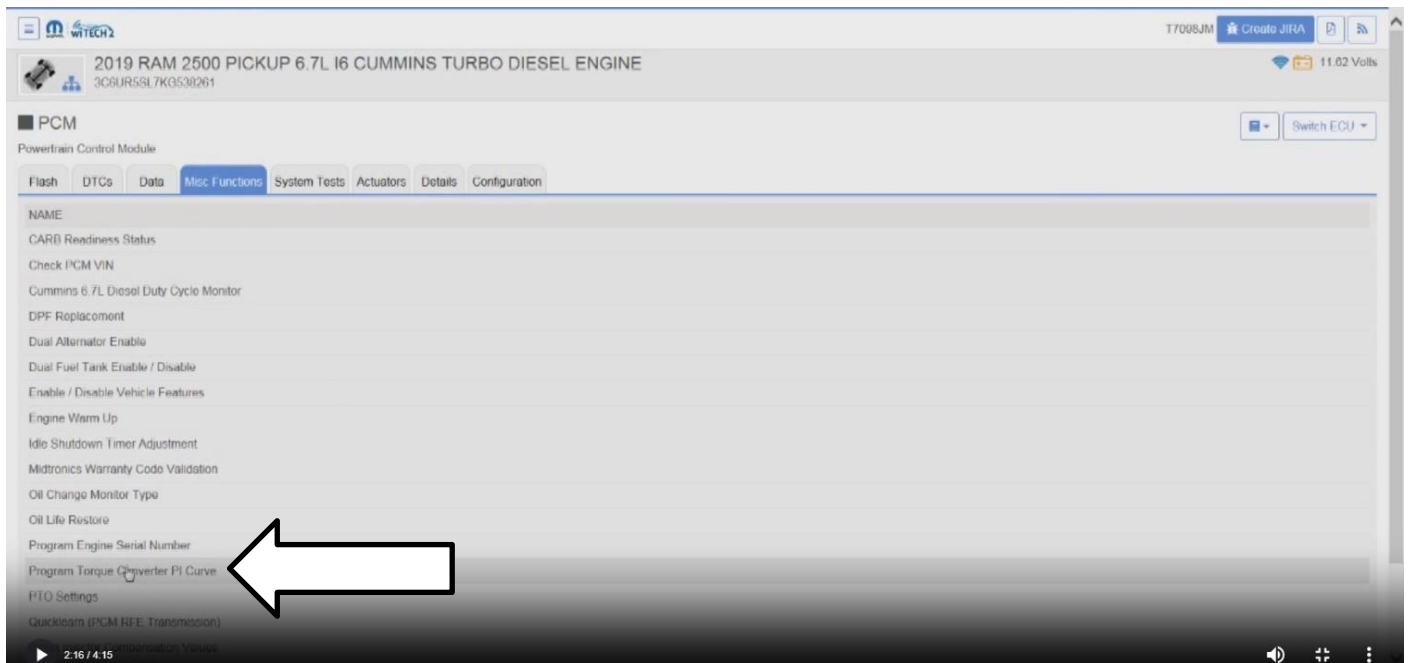 WITECH2
T7098JM Create JIRA
2019 RAM 2500 PICKUP 6.7L I6 CUMMINS TURBO DIESEL ENGINE
11.62 Volts
3C6UR5SL7KG538261
PCM
Switch ECU
Powertrain Control Module
Flash DTCs Data Misc Functions System Tests Actuators Details Configuration
NAME
CARB Readiness Status
Check PCM VIN
Cummins 6.7L Diesel Duty Cycle Monitor
DPF Replacement
Dual Alternator Enable
Dual Fuel Tank Enable / Disable
Enable / Disable Vehicle Features
Engine Warm Up
Idle Shutdown Timer Adjustment
Midtronics Warranty Code Validation
Oil Change Monitor Type
Oil Life Restore
Program Engine Serial Number
Program Torque Converter PI Curve
PTO Settings
Quicklearn (PCM RFE Transmission)
Compensation Values
2:16 / 4:15